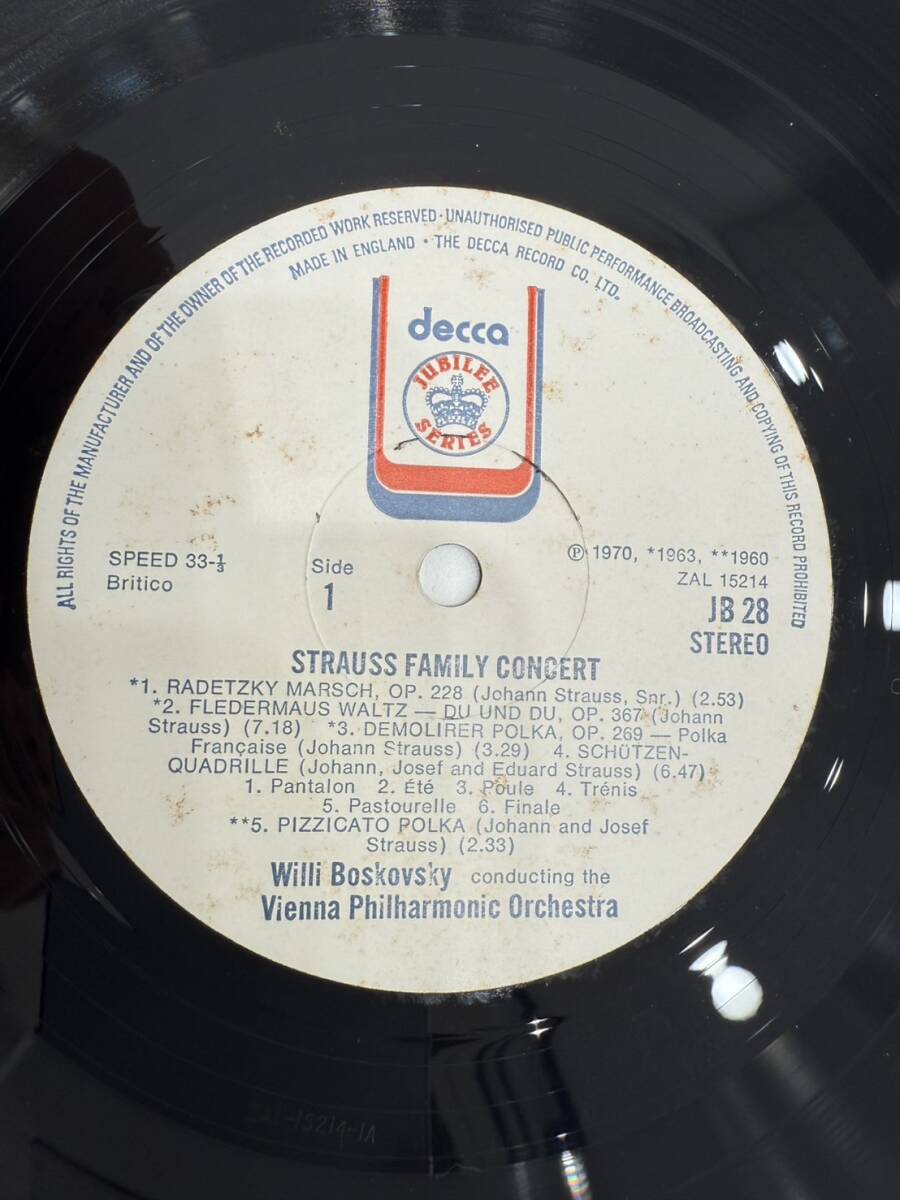 ALL RIGHTS OF THE MANUFACTURER AND OF THE OWNER OF THE RECORDED WORK RESERVED · UNAUTHORISED PUBLIC PERFORMANCE BROADCASTING AND COPYING OF THIS RECORD PROHIBITED
MADE IN ENGLAND · THE DECCA RECORD CO. LTD.
decca
JUBILEE
SERIES
SPEED 33-⅓
Britico
Side
1
℗ 1970, *1963, **1960
ZAL 15214
JB 28
STEREO
STRAUSS FAMILY CONCERT
*1. RADETZKY MARSCH, OP. 228 (Johann Strauss, Snr.) (2.53)
*2. FLEDERMAUS WALTZ — DU UND DU, OP. 367 (Johann
Strauss) (7.18) *3. DEMOLIRER POLKA, OP. 269 — Polka
Française (Johann Strauss) (3.29) 4. SCHÜTZEN-
QUADRILLE (Johann, Josef and Eduard Strauss) (6.47)
1. Pantalon 2. Été 3. Poule 4. Trénis
5. Pastourelle 6. Finale
**5. PIZZICATO POLKA (Johann and Josef
Strauss) (2.33)
Willi Boskovsky conducting the
Vienna Philharmonic Orchestra